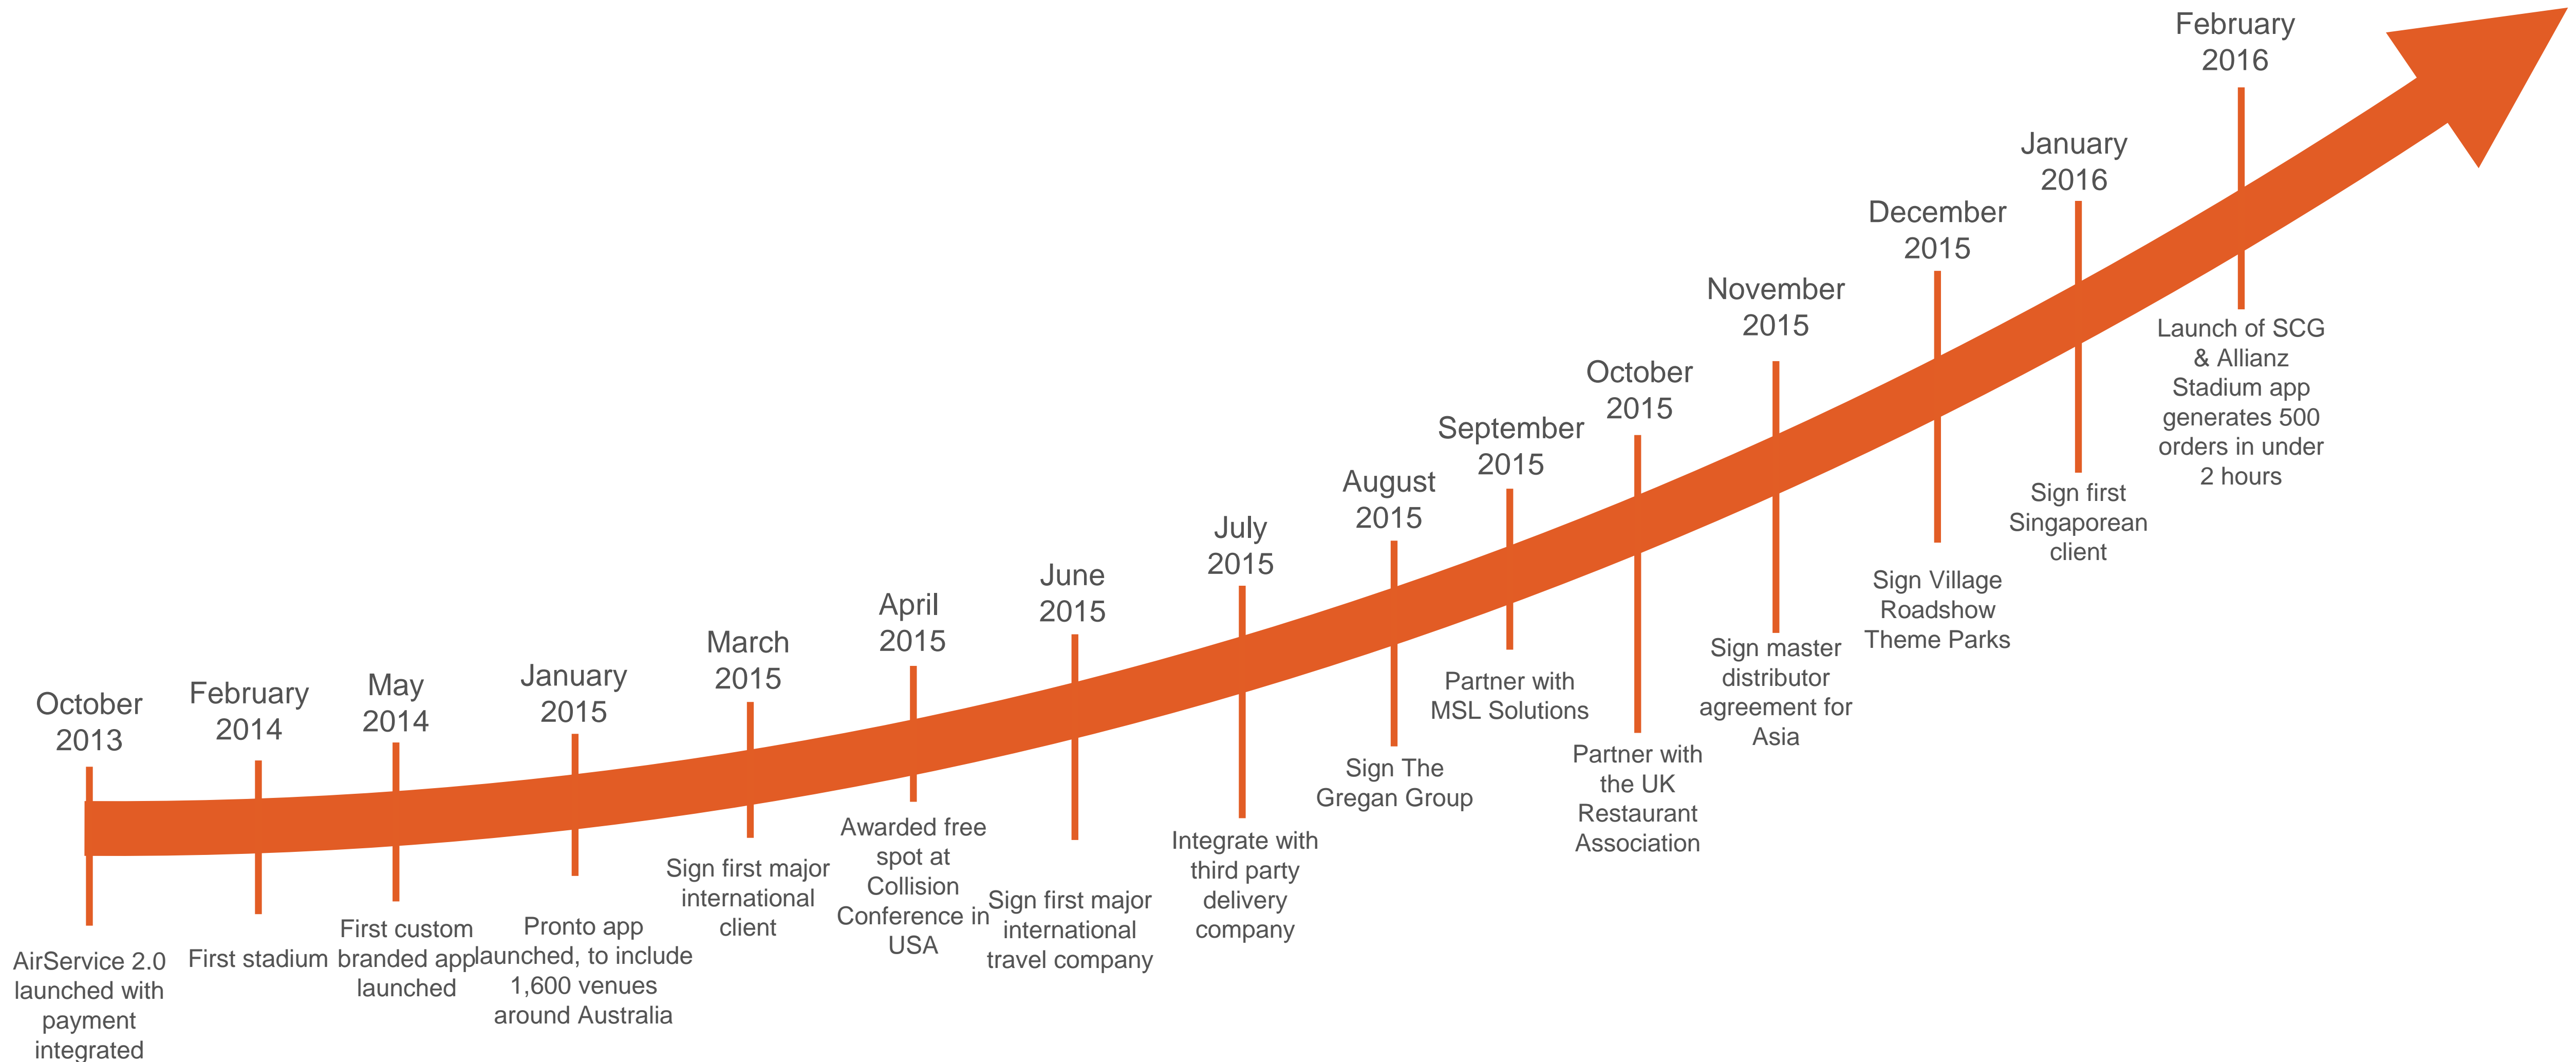 October
2013
AirService 2.0
launched with
payment
integrated
February
2014
First stadium
May
2014
First custom
branded app
launched
January
2015
Pronto app
launched, to include
1,600 venues
around Australia
March
2015
Sign first major
international
client
April
2015
Awarded free
spot at
Collision
Conference in
USA
June
2015
Sign first major
international
travel company
July
2015
Integrate with
third party
delivery
company
August
2015
Sign The
Gregan Group
September
2015
Partner with
MSL Solutions
October
2015
Partner with
the UK
Restaurant
Association
November
2015
Sign master
distributor
agreement for
Asia
December
2015
Sign Village
Roadshow
Theme Parks
January
2016
Sign first
Singaporean
client
February
2016
Launch of SCG
& Allianz
Stadium app
generates 500
orders in under
2 hours